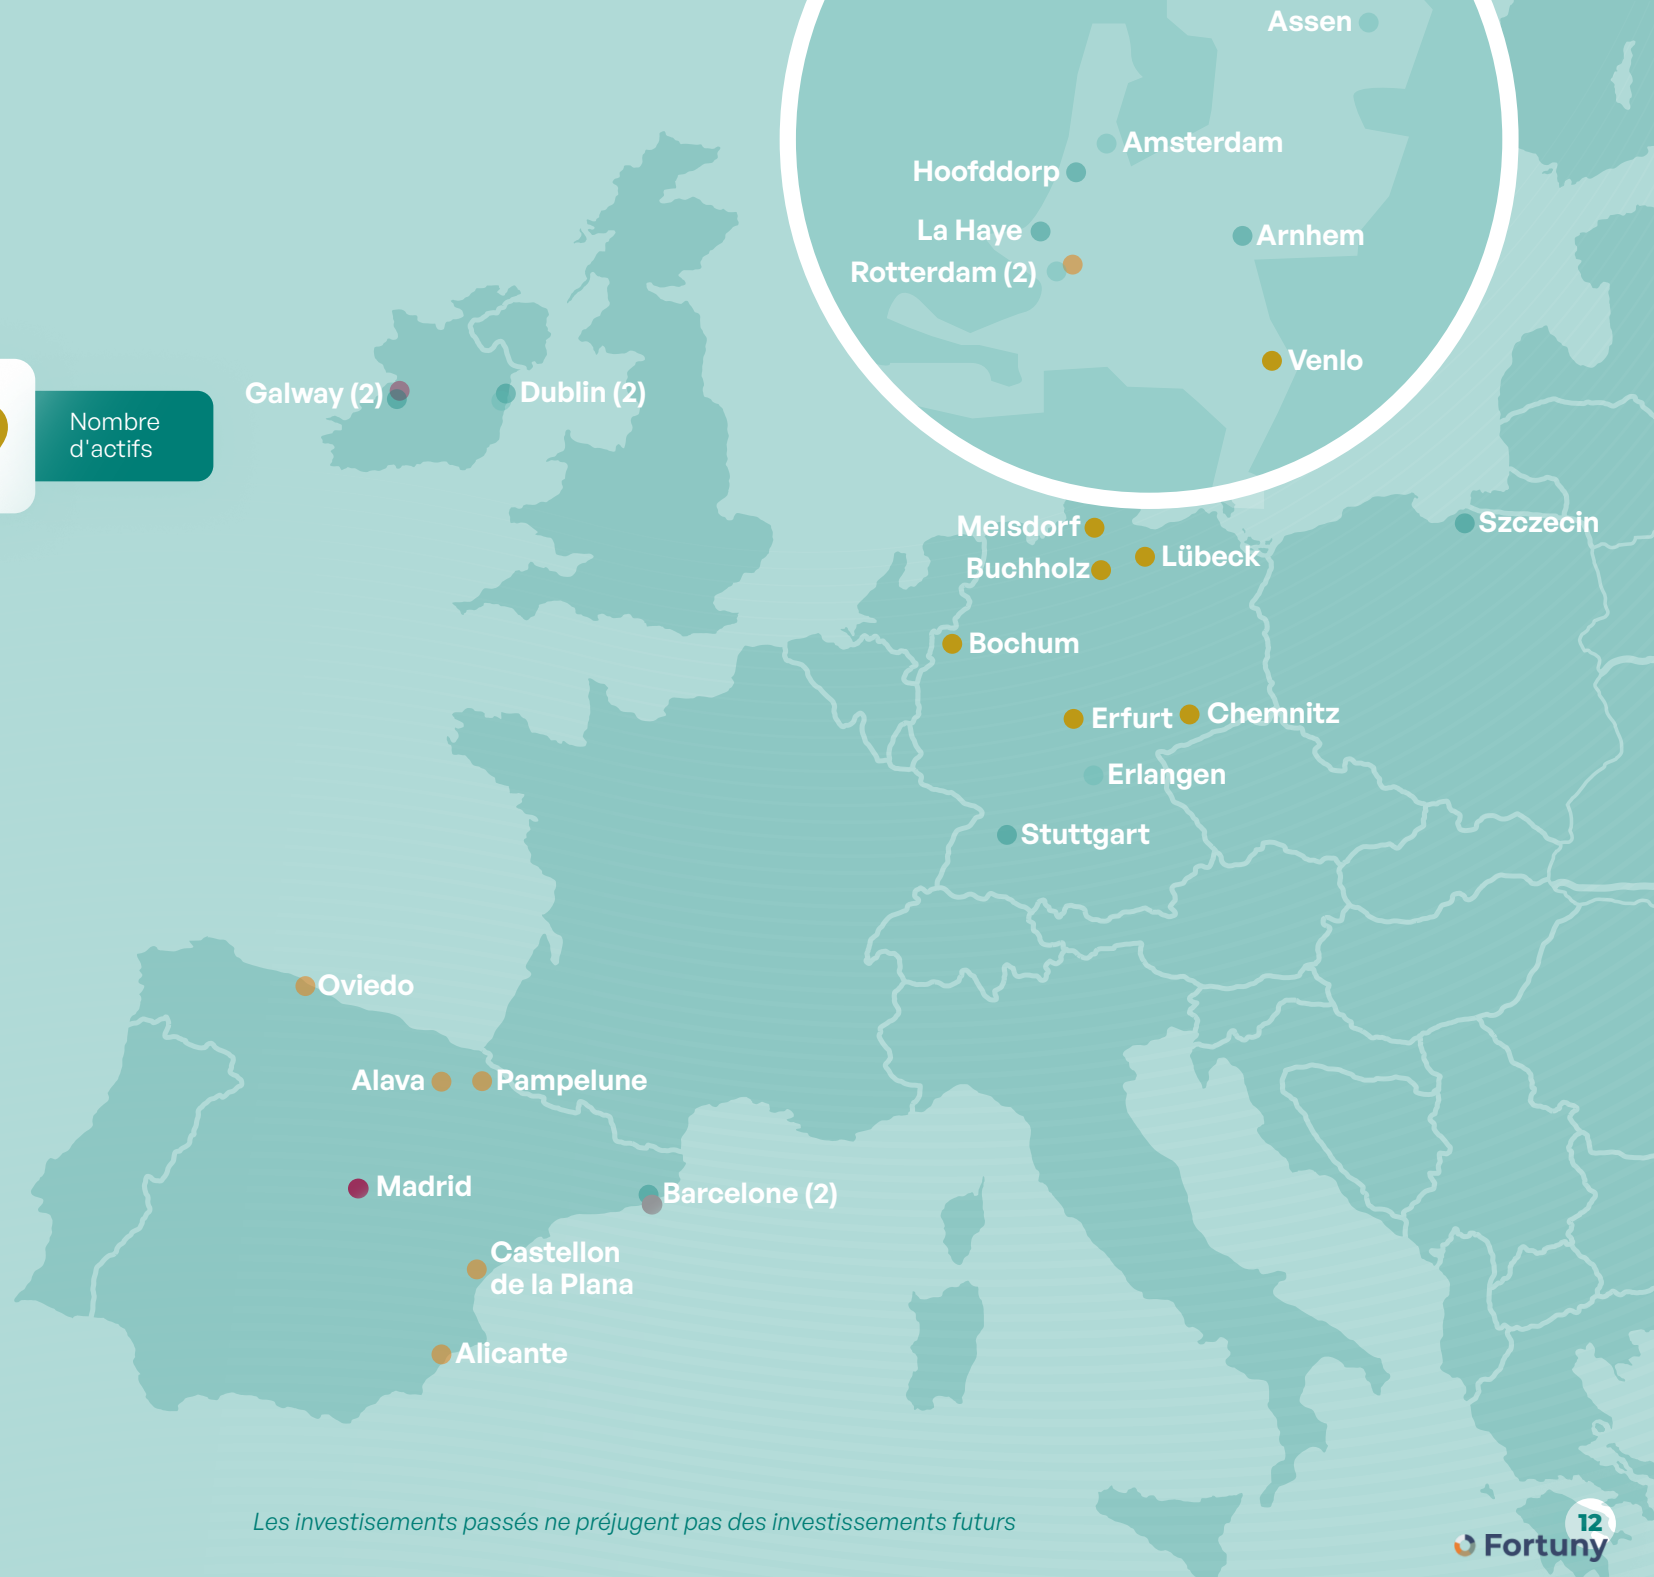 Assen
Amsterdam
Hoofddorp
La Haye
Arnhem
Rotterdam (2)
Venlo
Galway (2)
Dublin (2)
Nombre
d'actifs
Melsdorf
Szczecin
Lübeck
Buchholz
Bochum
Erfurt
Chemnitz
Erlangen
Stuttgart
Oviedo
Alava
Pampelune
Madrid
Barcelone (2)
Castellon
de la Plana
Alicante
Les investisements passés ne préjugent pas des investissements futurs
12
Fortuny